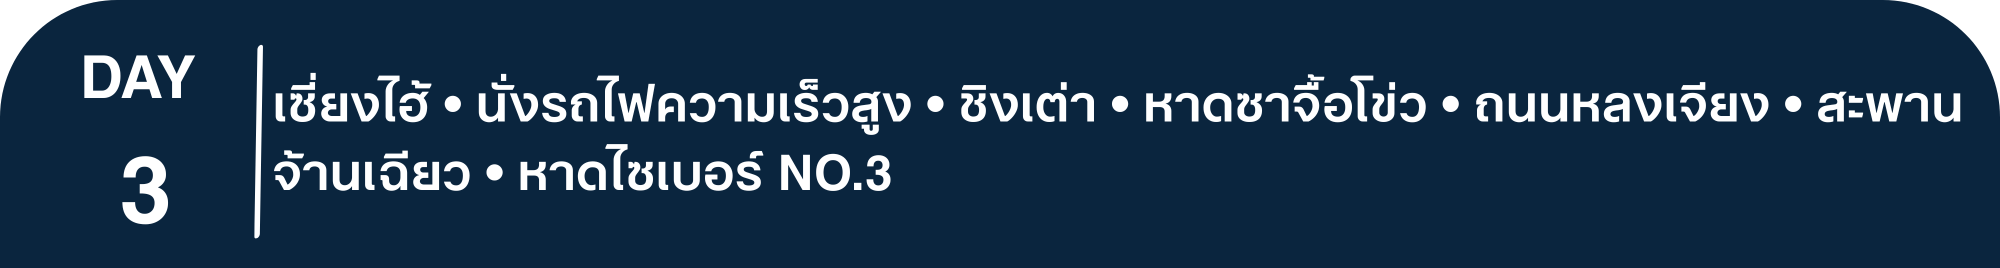 DAY
3
เซี่ยงไฮ้ • นั่งรถไฟความเร็วสูง • ชิงเต่า • หาดซาจื้อโข่ว • ถนนหลงเจียง • สะพาน
จ้านเฉียว • หาดไซเบอร์ NO.3